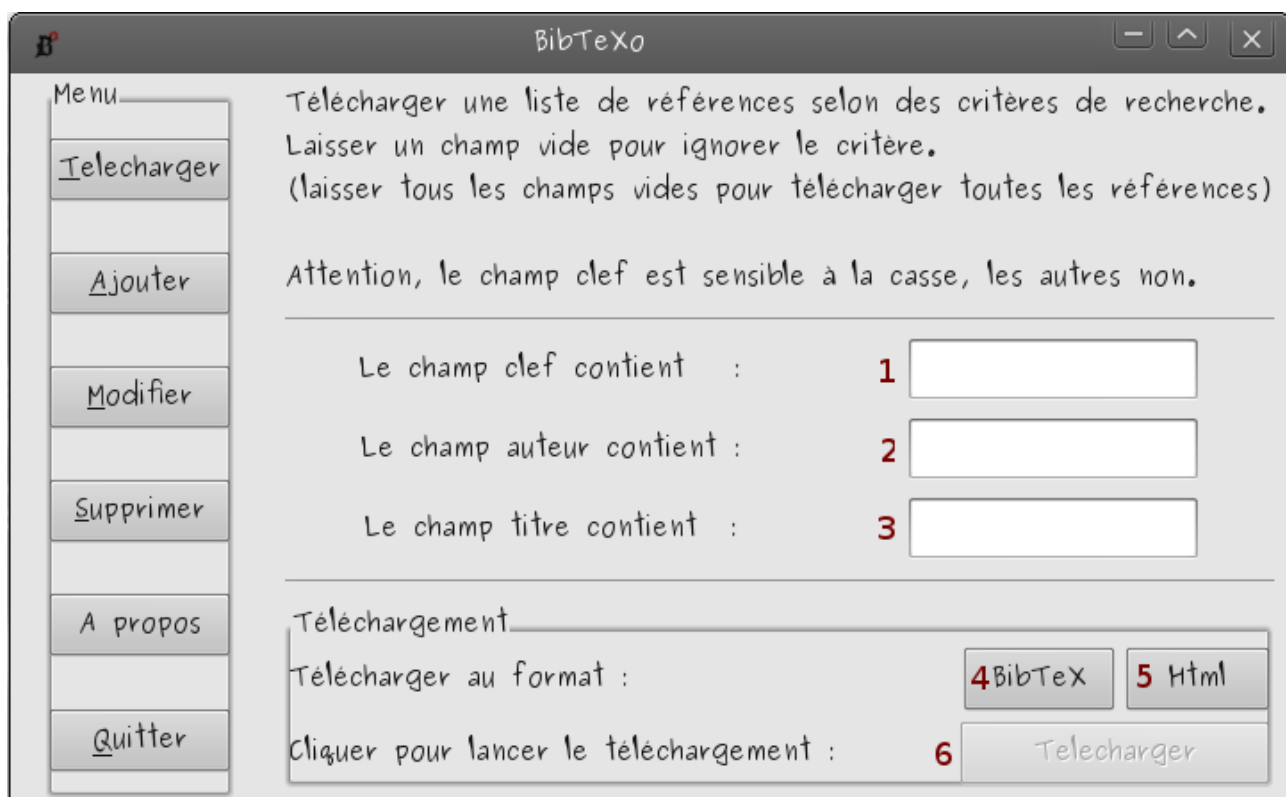 BibTeXo
Menu
Telecharger
Ajouter
Modifier
Supprimer
A propos
Quitter
Télécharger une liste de références selon des critères de recherche.
Laisser un champ vide pour ignorer le critère.
(laisser tous les champs vides pour télécharger toutes les références)
Attention, le champ clef est sensible à la casse, les autres non.
Le champ clef contient : 1
Le champ auteur contient : 2
Le champ titre contient : 3
Téléchargement
Télécharger au format : 4 BibTeX 5 Html
Cliquer pour lancer le téléchargement : 6 Telecharger